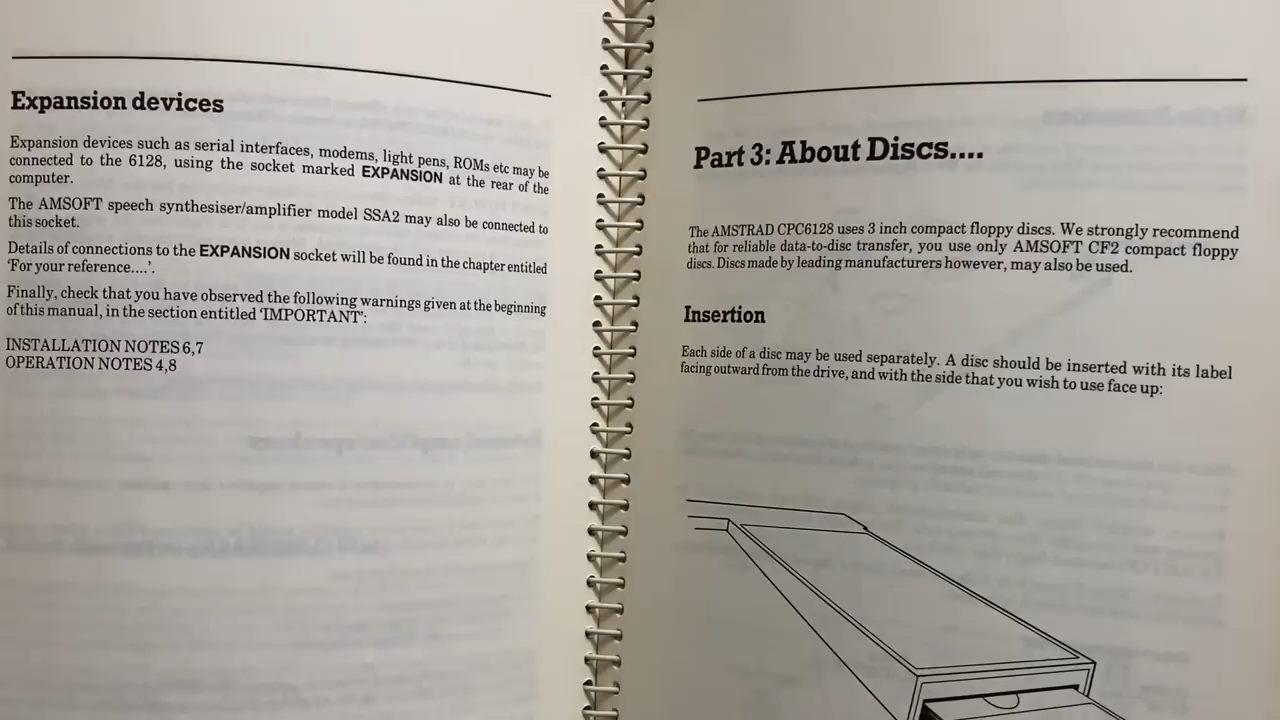 Expansion devices
Expansion devices such as serial interfaces, modems, light pens, ROMs etc may be
connected to the 6128, using the socket marked EXPANSION at the rear of the
computer.
The AMSOFT speech synthesiser/amplifier model SSA2 may also be connected to
this socket.
Details of connections to the EXPANSION socket will be found in the chapter entitled
‘For your reference....’.
Finally, check that you have observed the following warnings given at the beginning
of this manual, in the section entitled ‘IMPORTANT’:
INSTALLATION NOTES 6,7
OPERATION NOTES 4,8
Part 3: About Discs....
The AMSTRAD CPC6128 uses 3 inch compact floppy discs. We strongly recommend
that for reliable data-to-disc transfer, you use only AMSOFT CF2 compact floppy
discs. Discs made by leading manufacturers however, may also be used.
Insertion
Each side of a disc may be used separately. A disc should be inserted with its label
facing outward from the drive, and with the side that you wish to use face up: